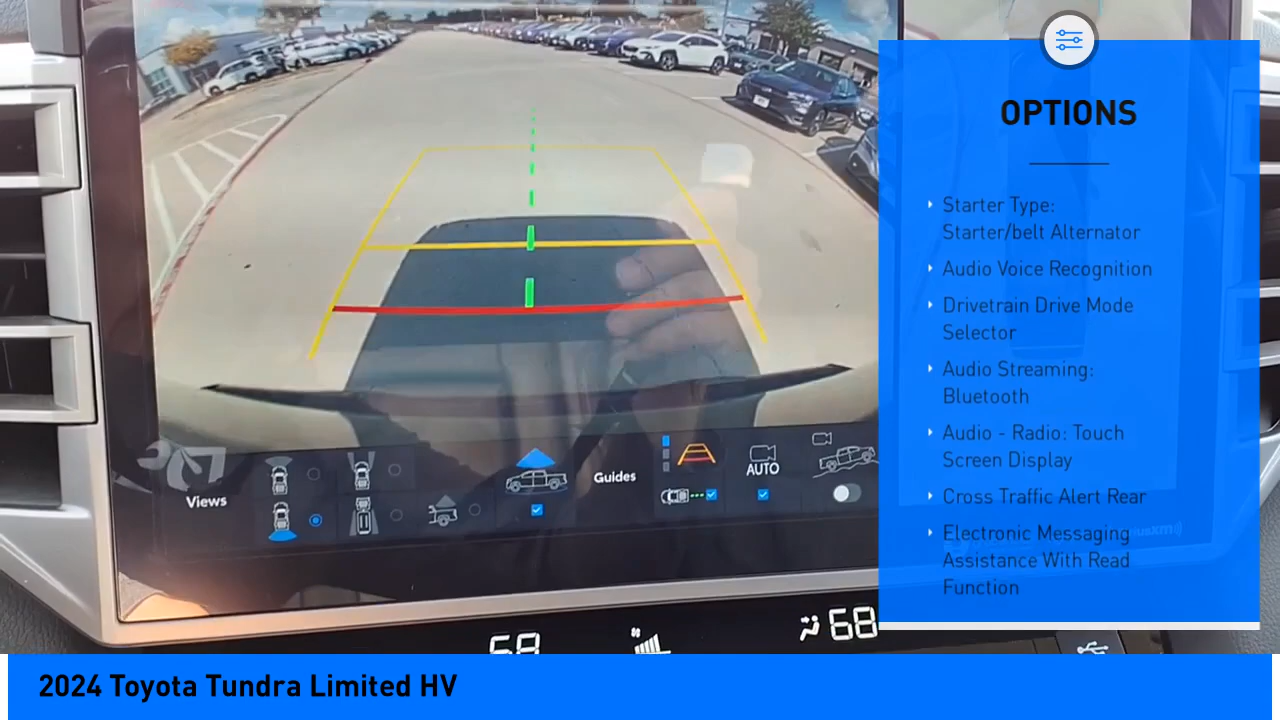 OPTIONS
Starter Type:
Starter/belt Alternator
Audio Voice Recognition
Drivetrain Drive Mode
Selector
Audio Streaming:
Bluetooth
Audio - Radio: Touch
Screen Display
Cross Traffic Alert Rear
Electronic Messaging
Assistance With Read
Function
Views
Guides
AUTO
68
68
2024 Toyota Tundra Limited HV